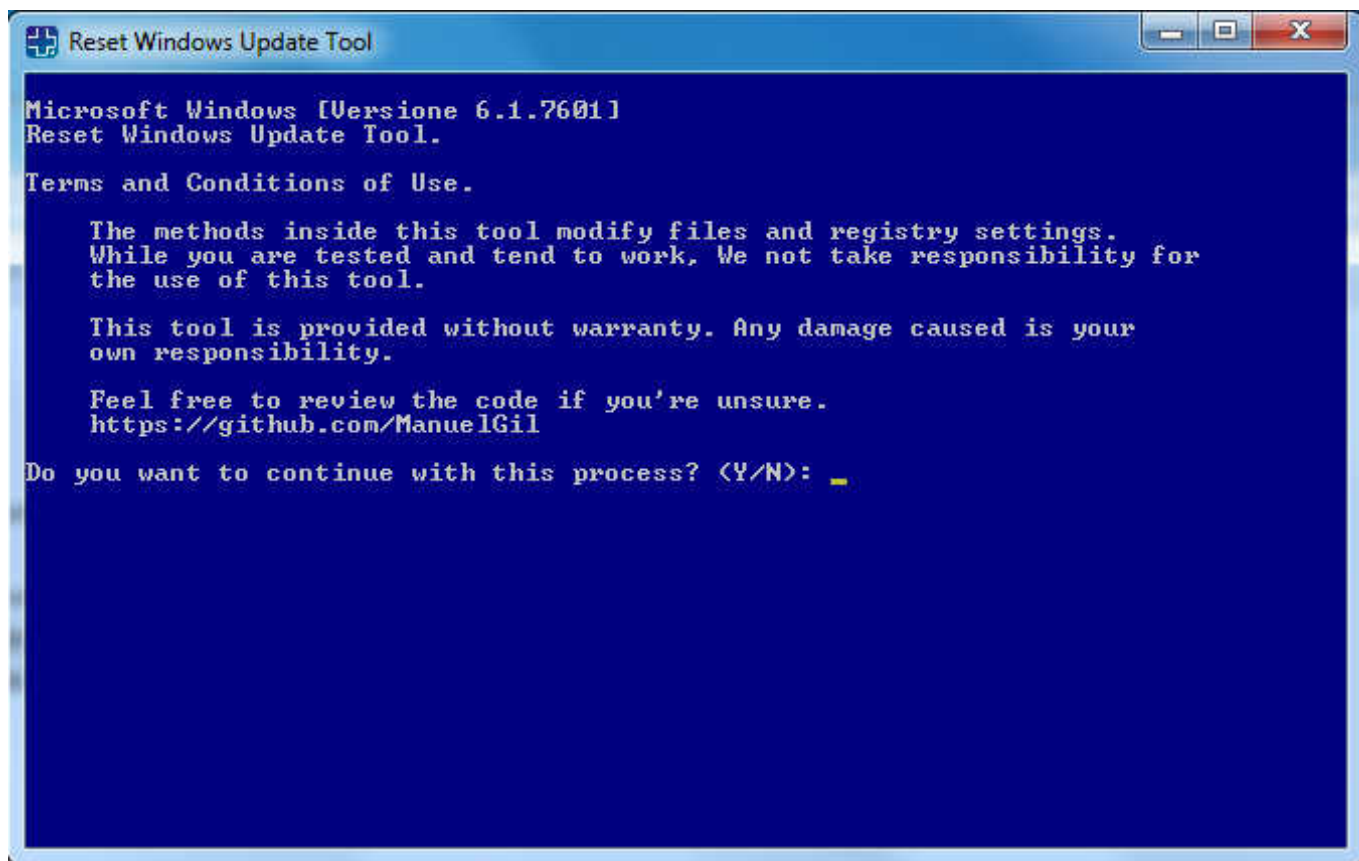 Reset Windows Update Tool
Microsoft Windows [Versione 6.1.7601]
Reset Windows Update Tool.
Terms and Conditions of Use.
The methods inside this tool modify files and registry settings.
While you are tested and tend to work, We not take responsibility for
the use of this tool.
This tool is provided without warranty. Any damage caused is your
own responsibility.
Feel free to review the code if you're unsure.
https://github.com/ManuelGil
Do you want to continue with this process? (Y/N): _